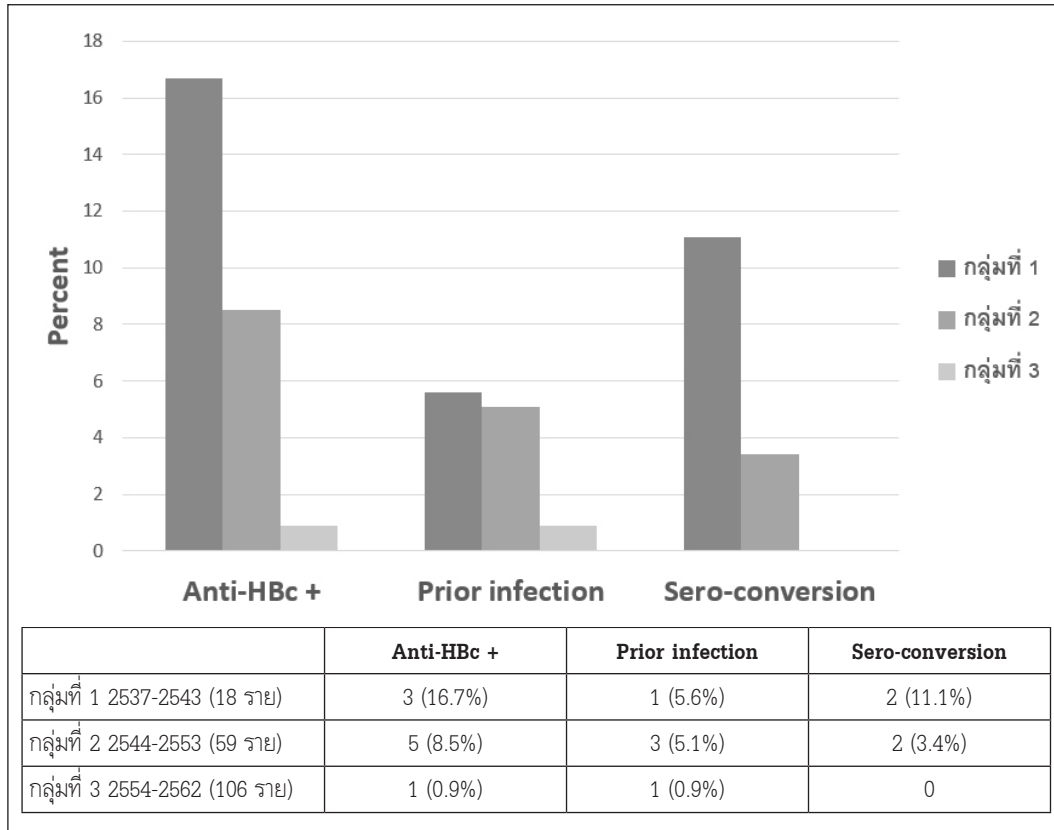 18
16
14
12
10
8
6
4
2
0
Percent
Anti-HBc + Prior infection Sero-conversion
กลุ่มที่ 1
กลุ่มที่ 2
กลุ่มที่ 3
Anti-HBc + Prior infection Sero-conversion
กลุ่มที่ 1 2537-2543 (18 ราย) 3 (16.7%) 1 (5.6%) 2 (11.1%)
กลุ่มที่ 2 2544-2553 (59 ราย) 5 (8.5%) 3 (5.1%) 2 (3.4%)
กลุ่มที่ 3 2554-2562 (106 ราย) 1 (0.9%) 1 (0.9%) 0